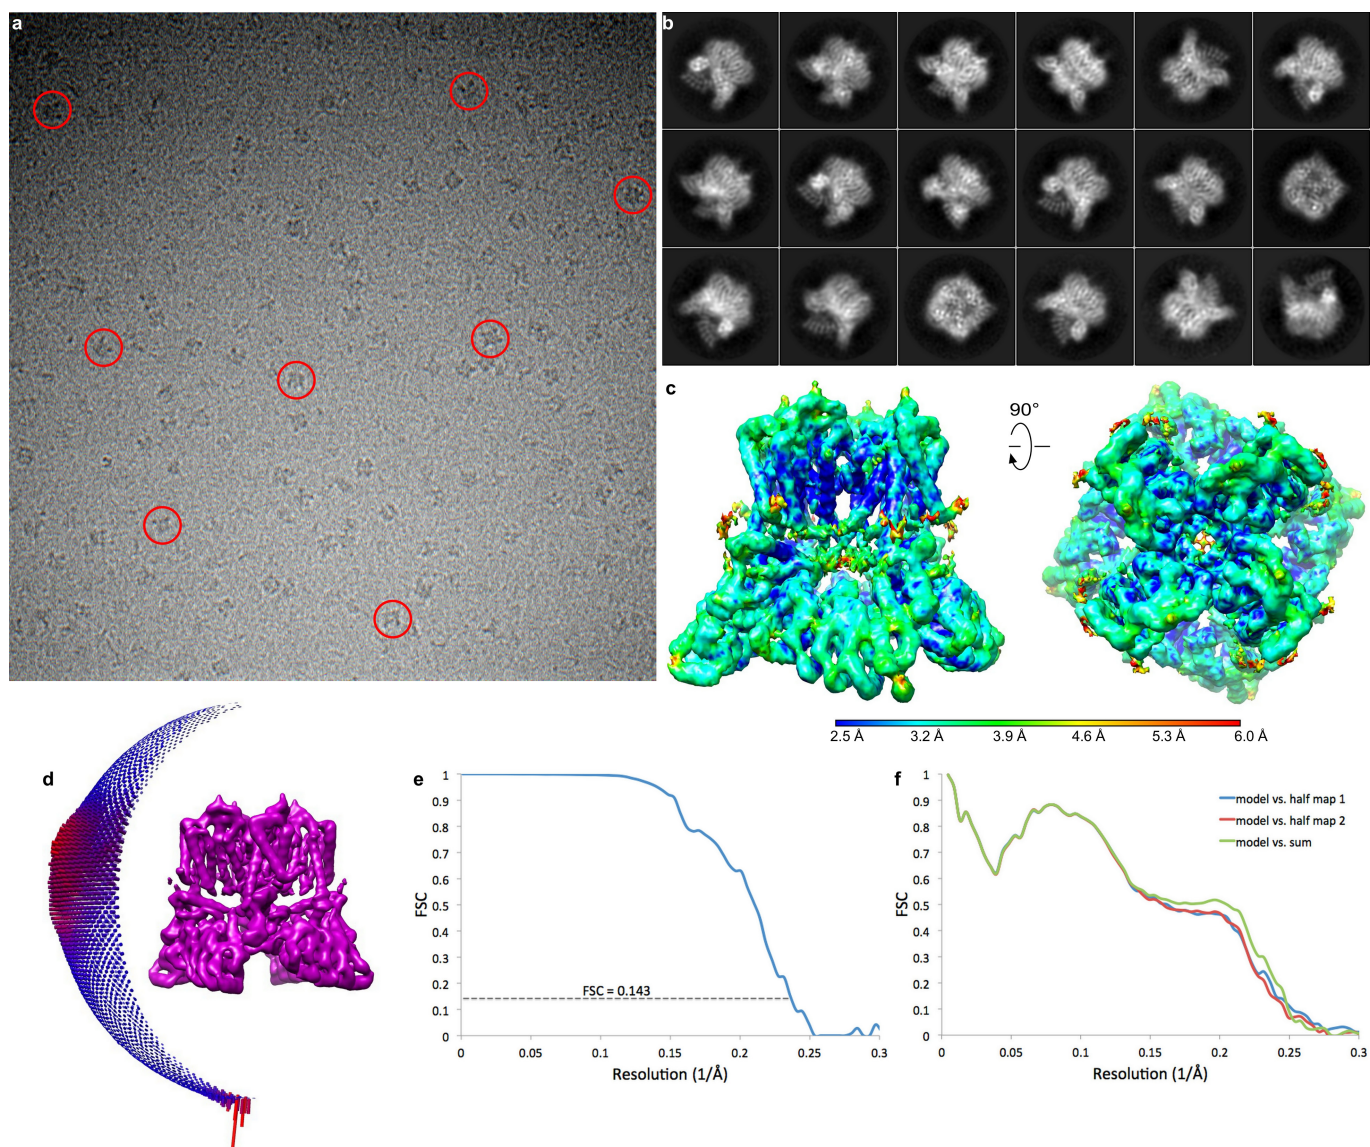 a
b
c
90°
2.5 Å 3.2 Å 3.9 Å 4.6 Å 5.3 Å 6.0 Å
d
e
1
0.9
0.8
0.7
0.6
0.5
0.4
0.3
0.2
0.1
0
FSC
FSC = 0.143
0 0.05 0.1 0.15 0.2 0.25 0.3
Resolution (1/Å)
f
1
0.9
0.8
0.7
0.6
0.5
0.4
0.3
0.2
0.1
0
FSC
model vs. half map 1
model vs. half map 2
model vs. sum
0 0.05 0.1 0.15 0.2 0.25 0.3
Resolution (1/Å)